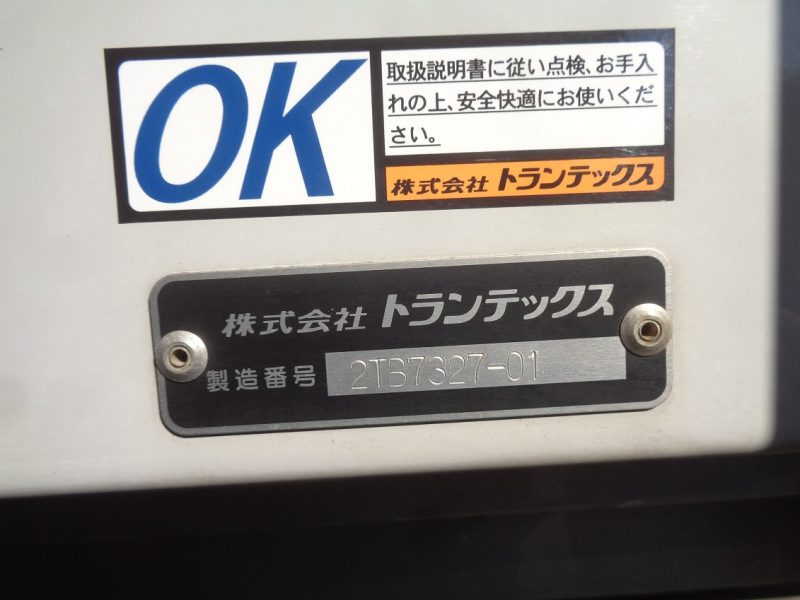 OK
取扱説明書に従い点検、お手入
れの上、安全快適にお使いくだ
さい。
株式会社 トランテックス
株式会社 トランテックス
製造番号 2TB7327-01